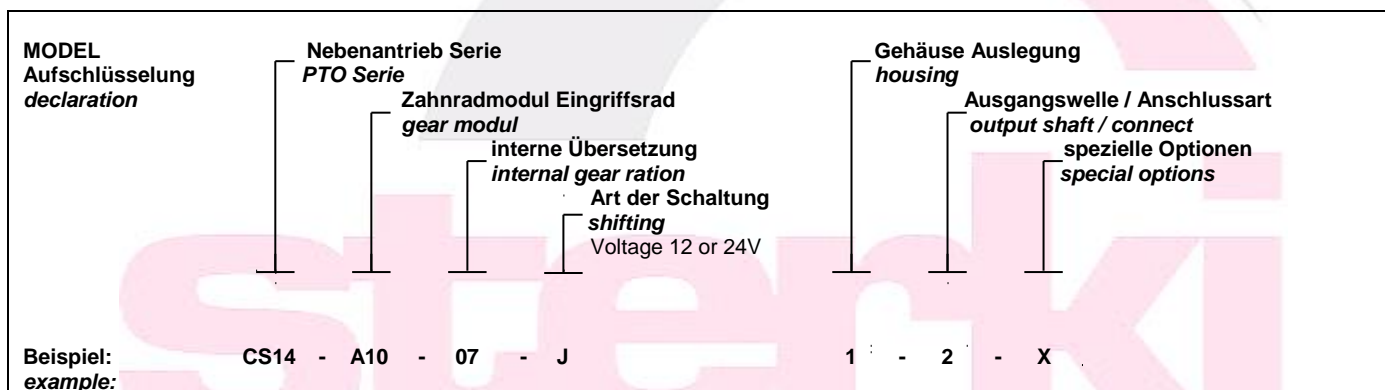 MODEL
Aufschlüsselung
declaration
Nebenantrieb Serie
PTO Serie
Zahnradmodul Eingriffsrad
gear modul
interne Übersetzung
internal gear ration
Art der Schaltung
shifting
Voltage 12 or 24V
Gehäuse Auslegung
housing
Ausgangswelle / Anschlussart
output shaft / connect
spezielle Optionen
special options
sterki
Beispiel: CS14 - A10 - 07 - J 1 - 2 - X
example: